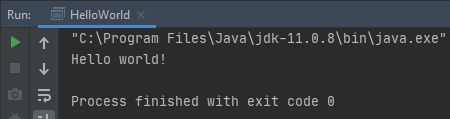 Run: HelloWorld
"C:\Program Files\Java\jdk-11.0.8\bin\java.exe"
Hello world!
Process finished with exit code 0